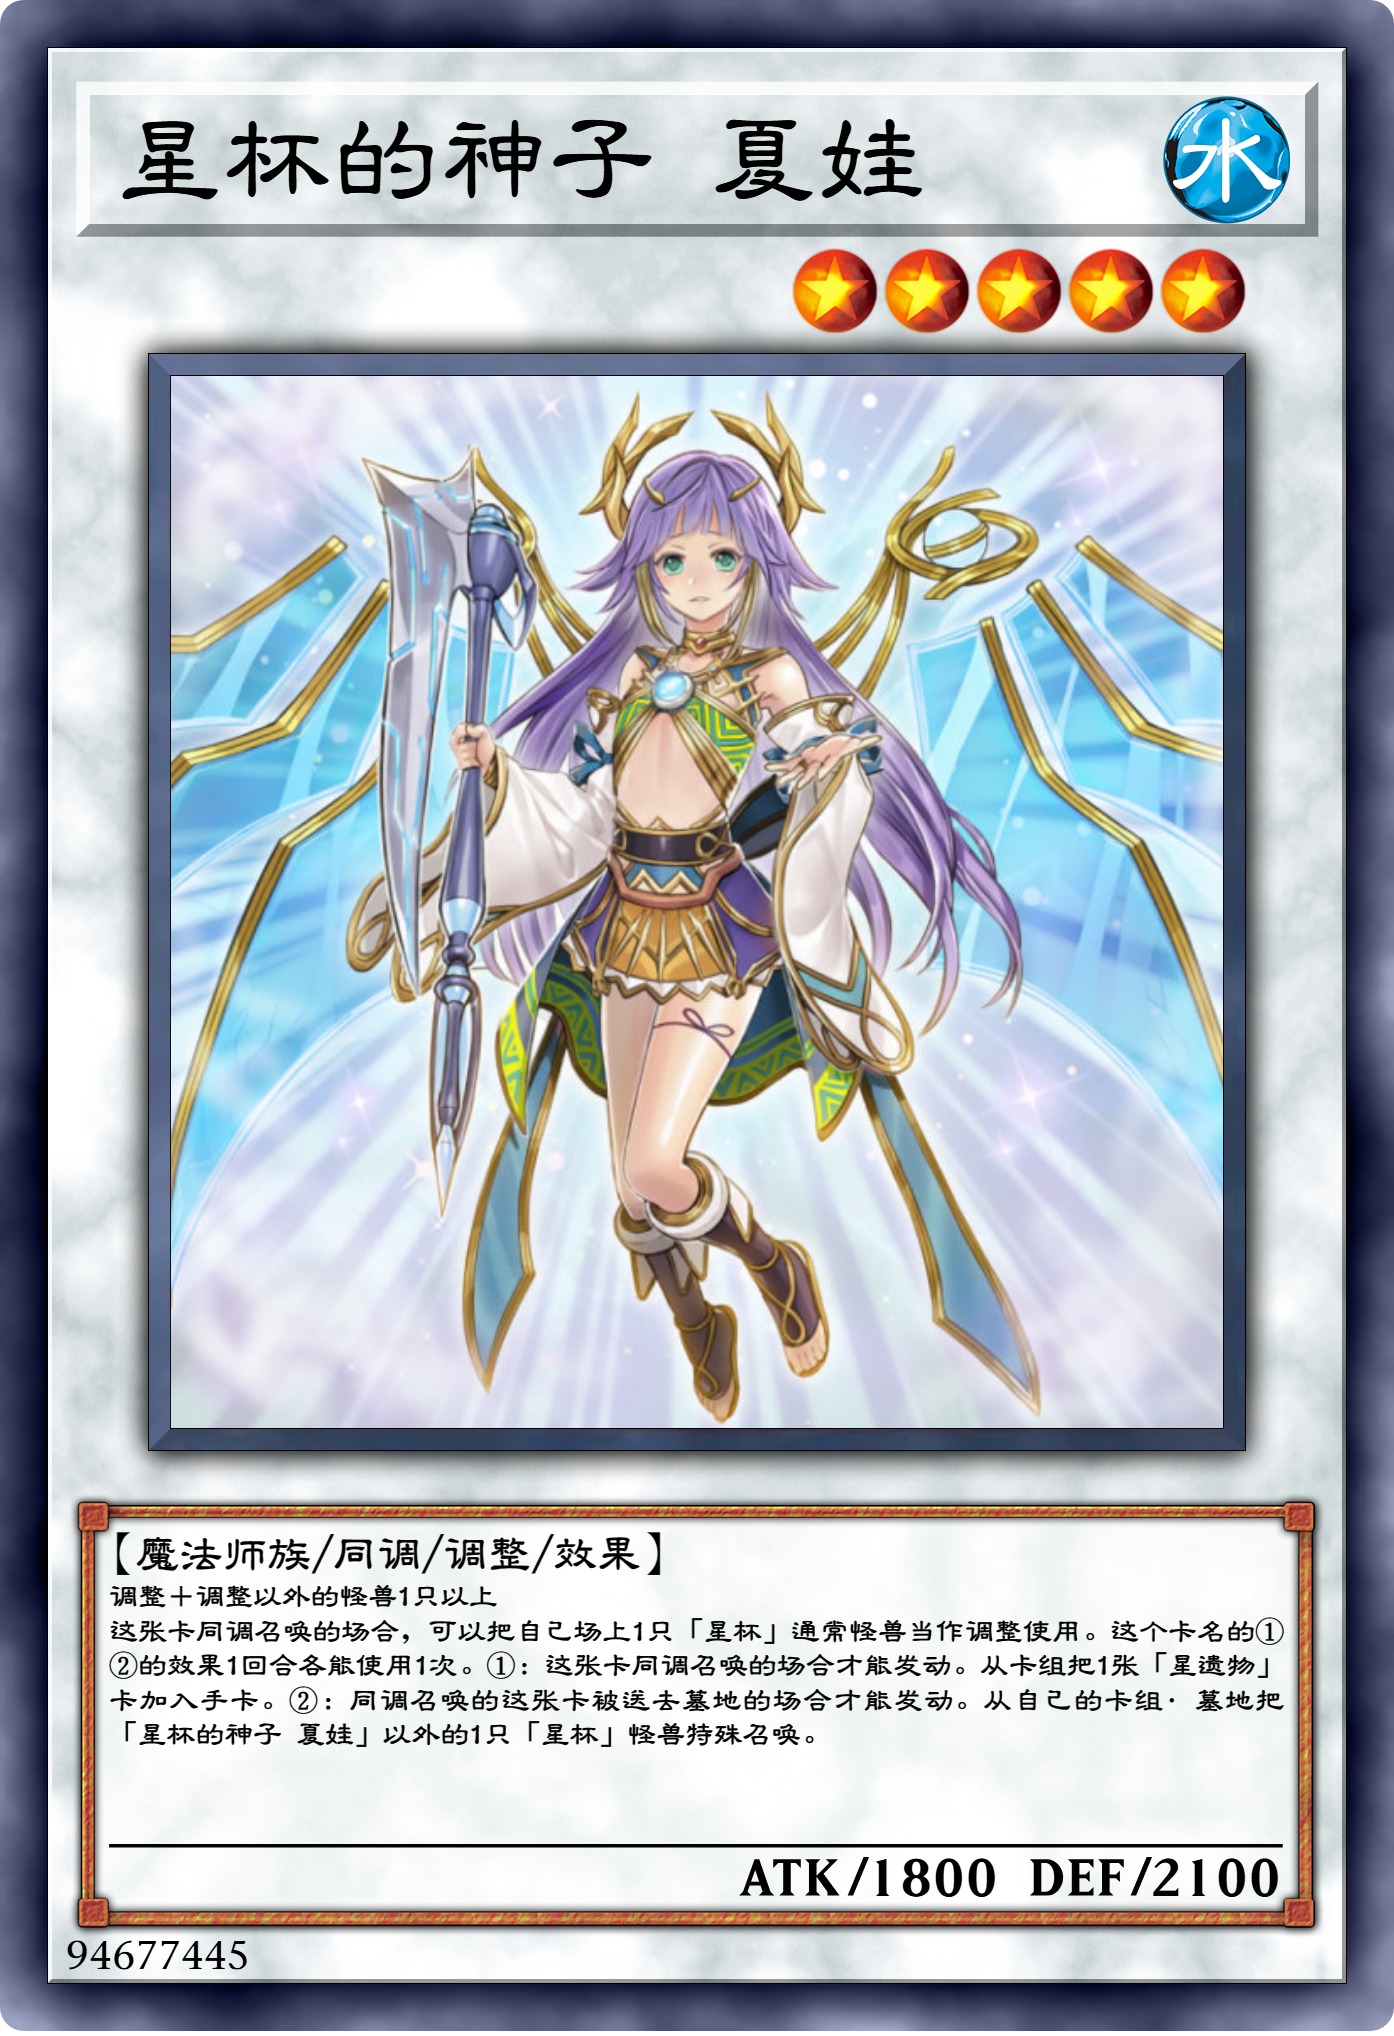 星杯的神子 夏娃
水
【魔法师族/同调/调整/效果】
调整＋调整以外的怪兽1只以上
这张卡同调召唤的场合，可以把自己场上1只「星杯」通常怪兽当作调整使用。这个卡名的①
②的效果1回合各能使用1次。①：这张卡同调召唤的场合才能发动。从卡组把1张「星遗物」
卡加入手卡。②：同调召唤的这张卡被送去墓地的场合才能发动。从自己的卡组·墓地把
「星杯的神子 夏娃」以外的1只「星杯」怪兽特殊召唤。
ATK/1800 DEF/2100
94677445